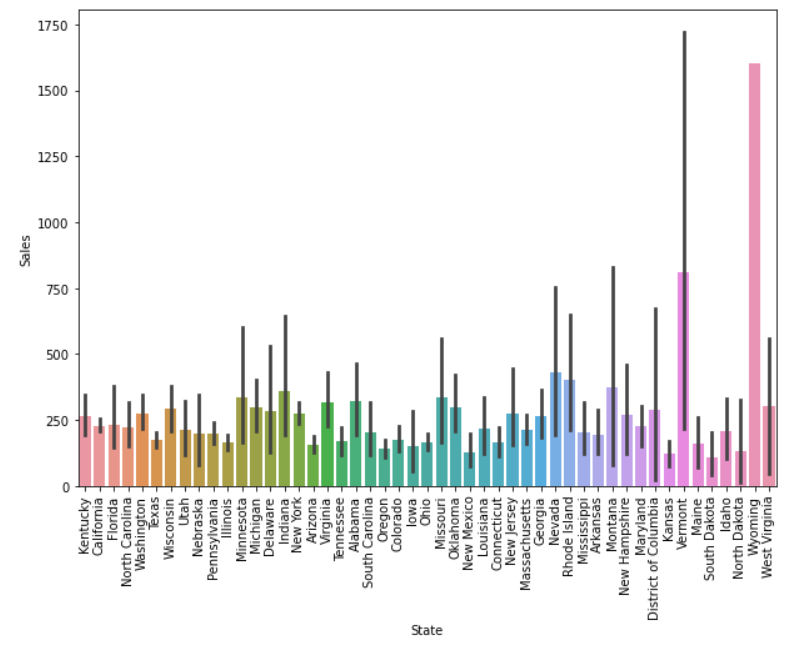 1750
1500
1250
1000
750
500
250
0
Sales
Kentucky
California
Florida
North Carolina
Washington
Texas
Wisconsin
Utah
Nebraska
Pennsylvania
Illinois
Minnesota
Michigan
Delaware
Indiana
New York
Arizona
Virginia
Tennessee
Alabama
South Carolina
Oregon
Colorado
Iowa
Ohio
Missouri
Oklahoma
New Mexico
Louisiana
Connecticut
New Jersey
Massachusetts
Georgia
Nevada
Rhode Island
Mississippi
Arkansas
Montana
New Hampshire
Maryland
District of Columbia
Kansas
Vermont
Maine
South Dakota
Idaho
North Dakota
Wyoming
West Virginia
State